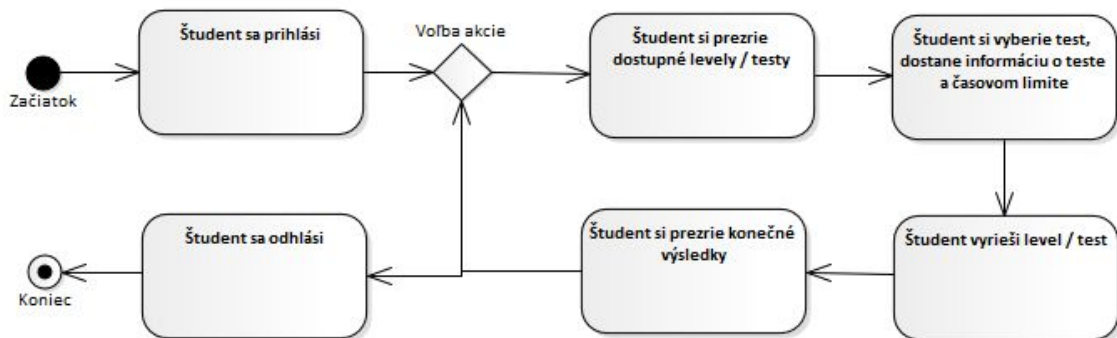 Začiatok
Študent sa prihlási
Voľba akcie
Študent si prezrie
dostupné levely / testy
Študent si vyberie test,
dostane informáciu o teste
a časovom limite
Študent vyrieši level / test
Študent si prezrie konečné
výsledky
Študent sa odhlási
Koniec